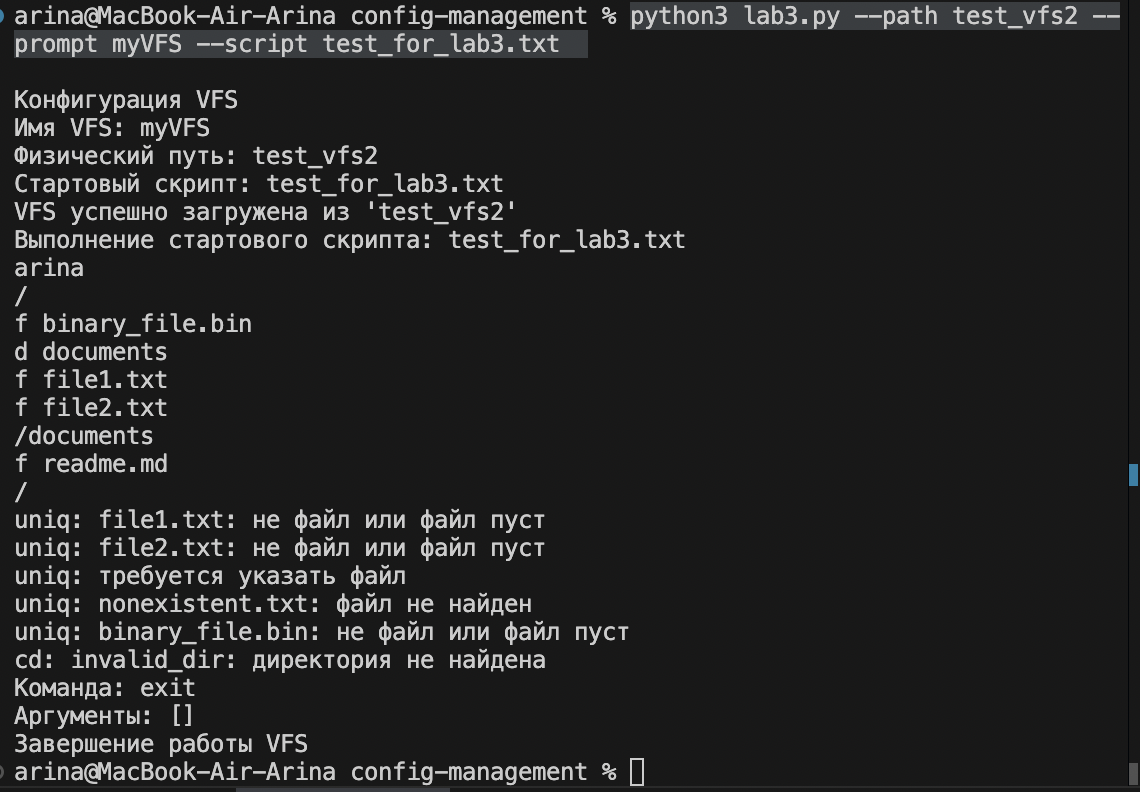 arina@MacBook-Air-Arina config-management % python3 lab3.py --path test_vfs2 --
prompt myVFS --script test_for_lab3.txt
Конфигурация VFS
Имя VFS: myVFS
Физический путь: test_vfs2
Стартовый скрипт: test_for_lab3.txt
VFS успешно загружена из 'test_vfs2'
Выполнение стартового скрипта: test_for_lab3.txt
arina
/
f binary_file.bin
d documents
f file1.txt
f file2.txt
/documents
f readme.md
/
uniq: file1.txt: не файл или файл пуст
uniq: file2.txt: не файл или файл пуст
uniq: требуется указать файл
uniq: nonexistent.txt: файл не найден
uniq: binary_file.bin: не файл или файл пуст
cd: invalid_dir: директория не найдена
Команда: exit
Аргументы: []
Завершение работы VFS
arina@MacBook-Air-Arina config-management %